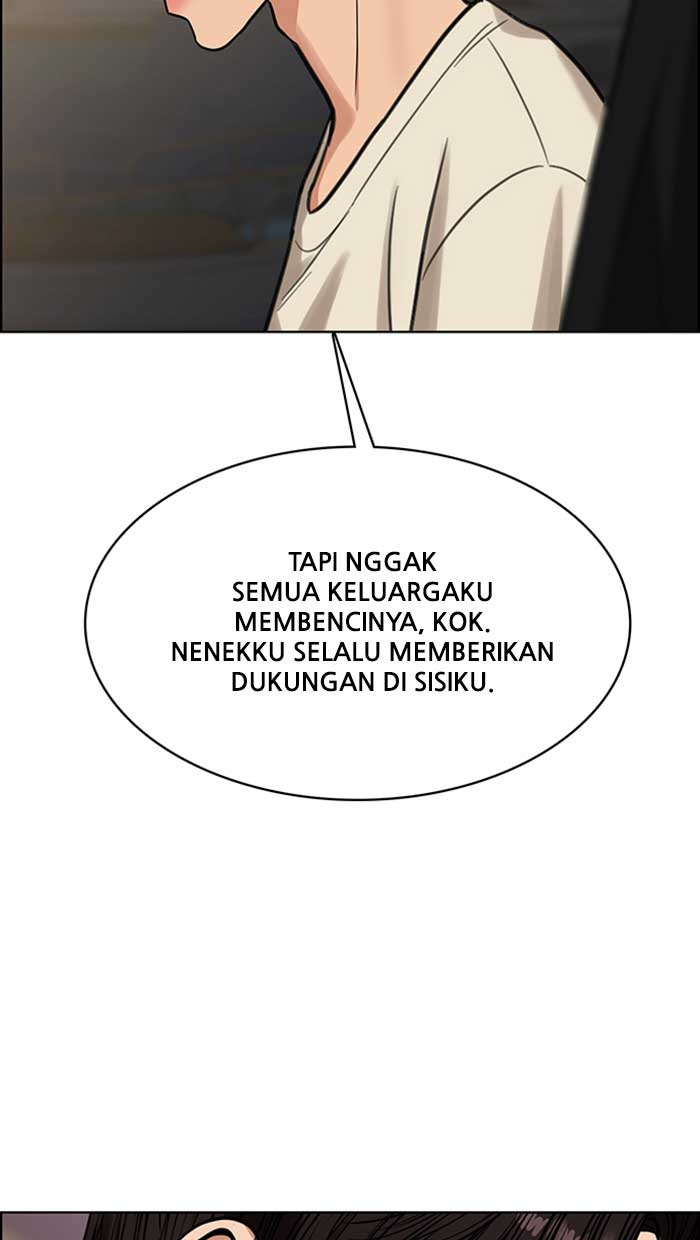 TAPI NGGAK
SEMUA KELUARGAKU
MEMBENCINYA, KOK.
NENEKKU SELALU MEMBERIKAN
DUKUNGAN DI SISIKU.